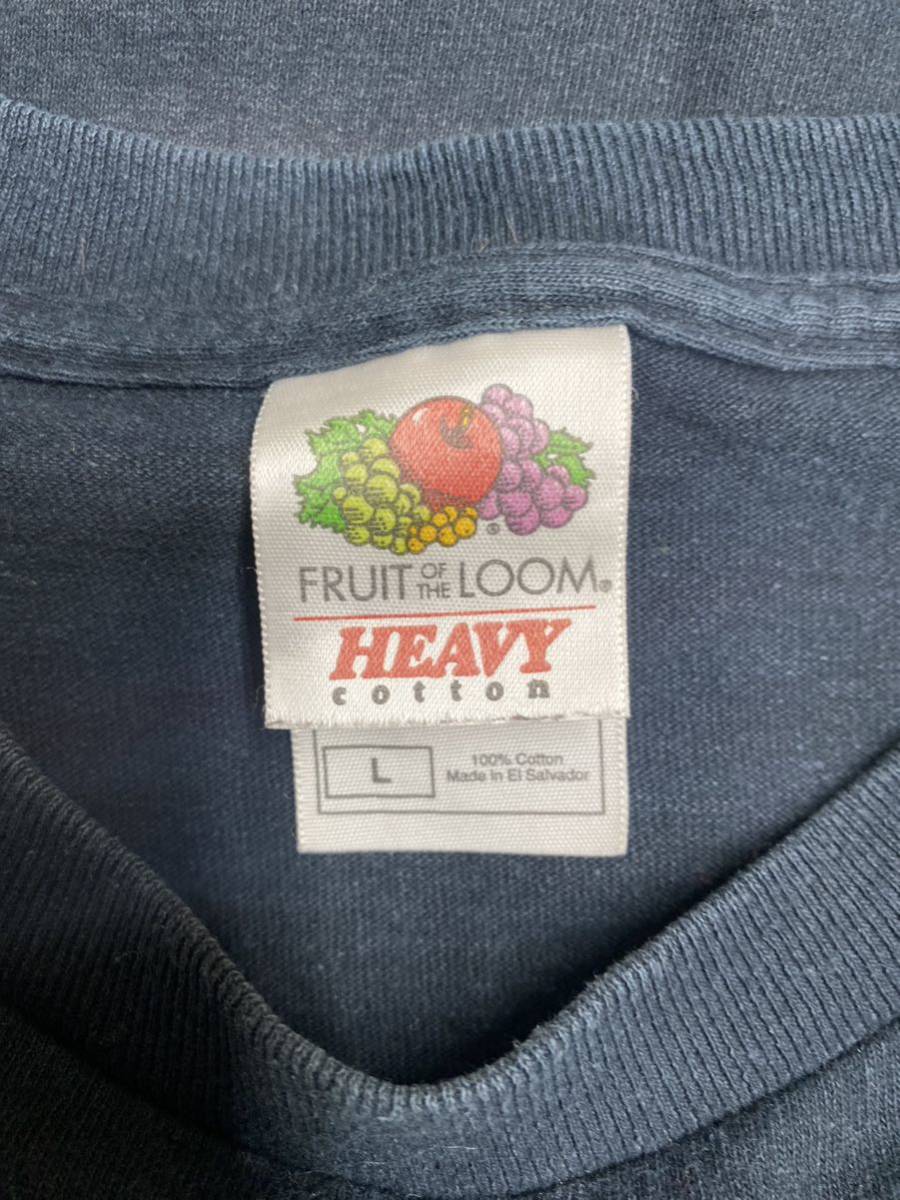 FRUIT OF THE LOOM®
HEAVY
cotton
L
100% Cotton
Made in El Salvador